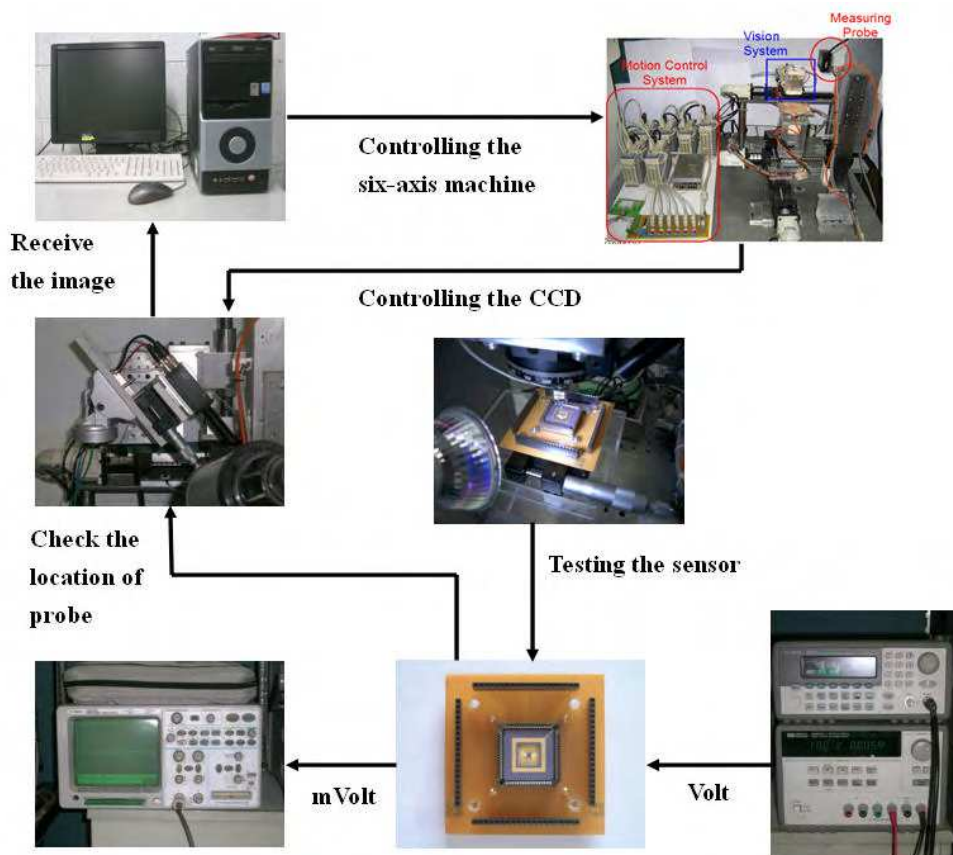 Measuring
Probe
Vision
System
Motion Control
System
Controlling the
six-axis machine
Receive
the image
Controlling the CCD
Check the
location of
probe
Testing the sensor
mVolt
Volt